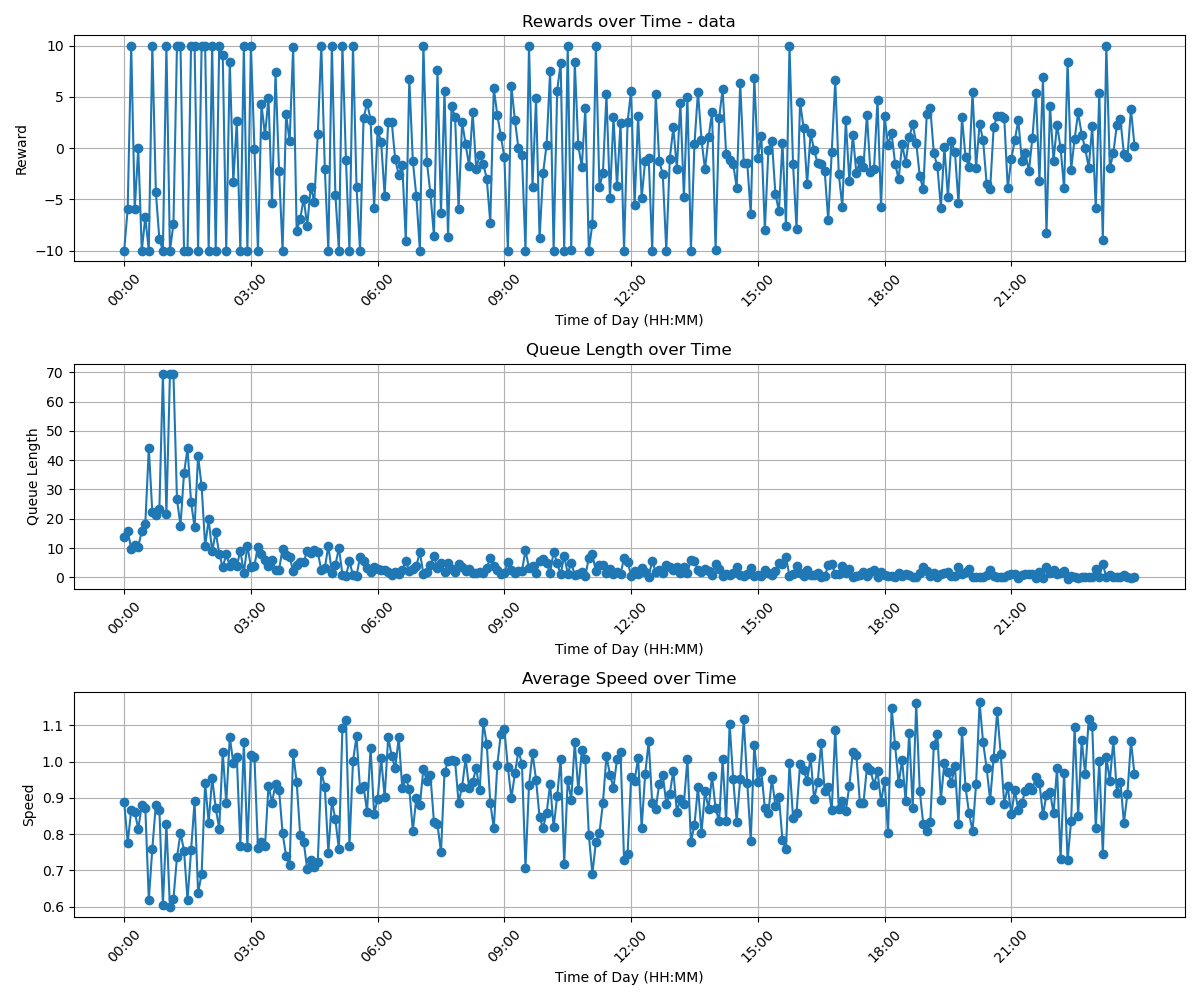 Rewards over Time - data
10
5
0
−5
−10
Reward
00:00 03:00 06:00 09:00 12:00 15:00 18:00 21:00
Time of Day (HH:MM)
Queue Length over Time
70
60
50
40
30
20
10
0
Queue Length
00:00 03:00 06:00 09:00 12:00 15:00 18:00 21:00
Time of Day (HH:MM)
Average Speed over Time
1.1
1.0
0.9
0.8
0.7
0.6
Speed
00:00 03:00 06:00 09:00 12:00 15:00 18:00 21:00
Time of Day (HH:MM)